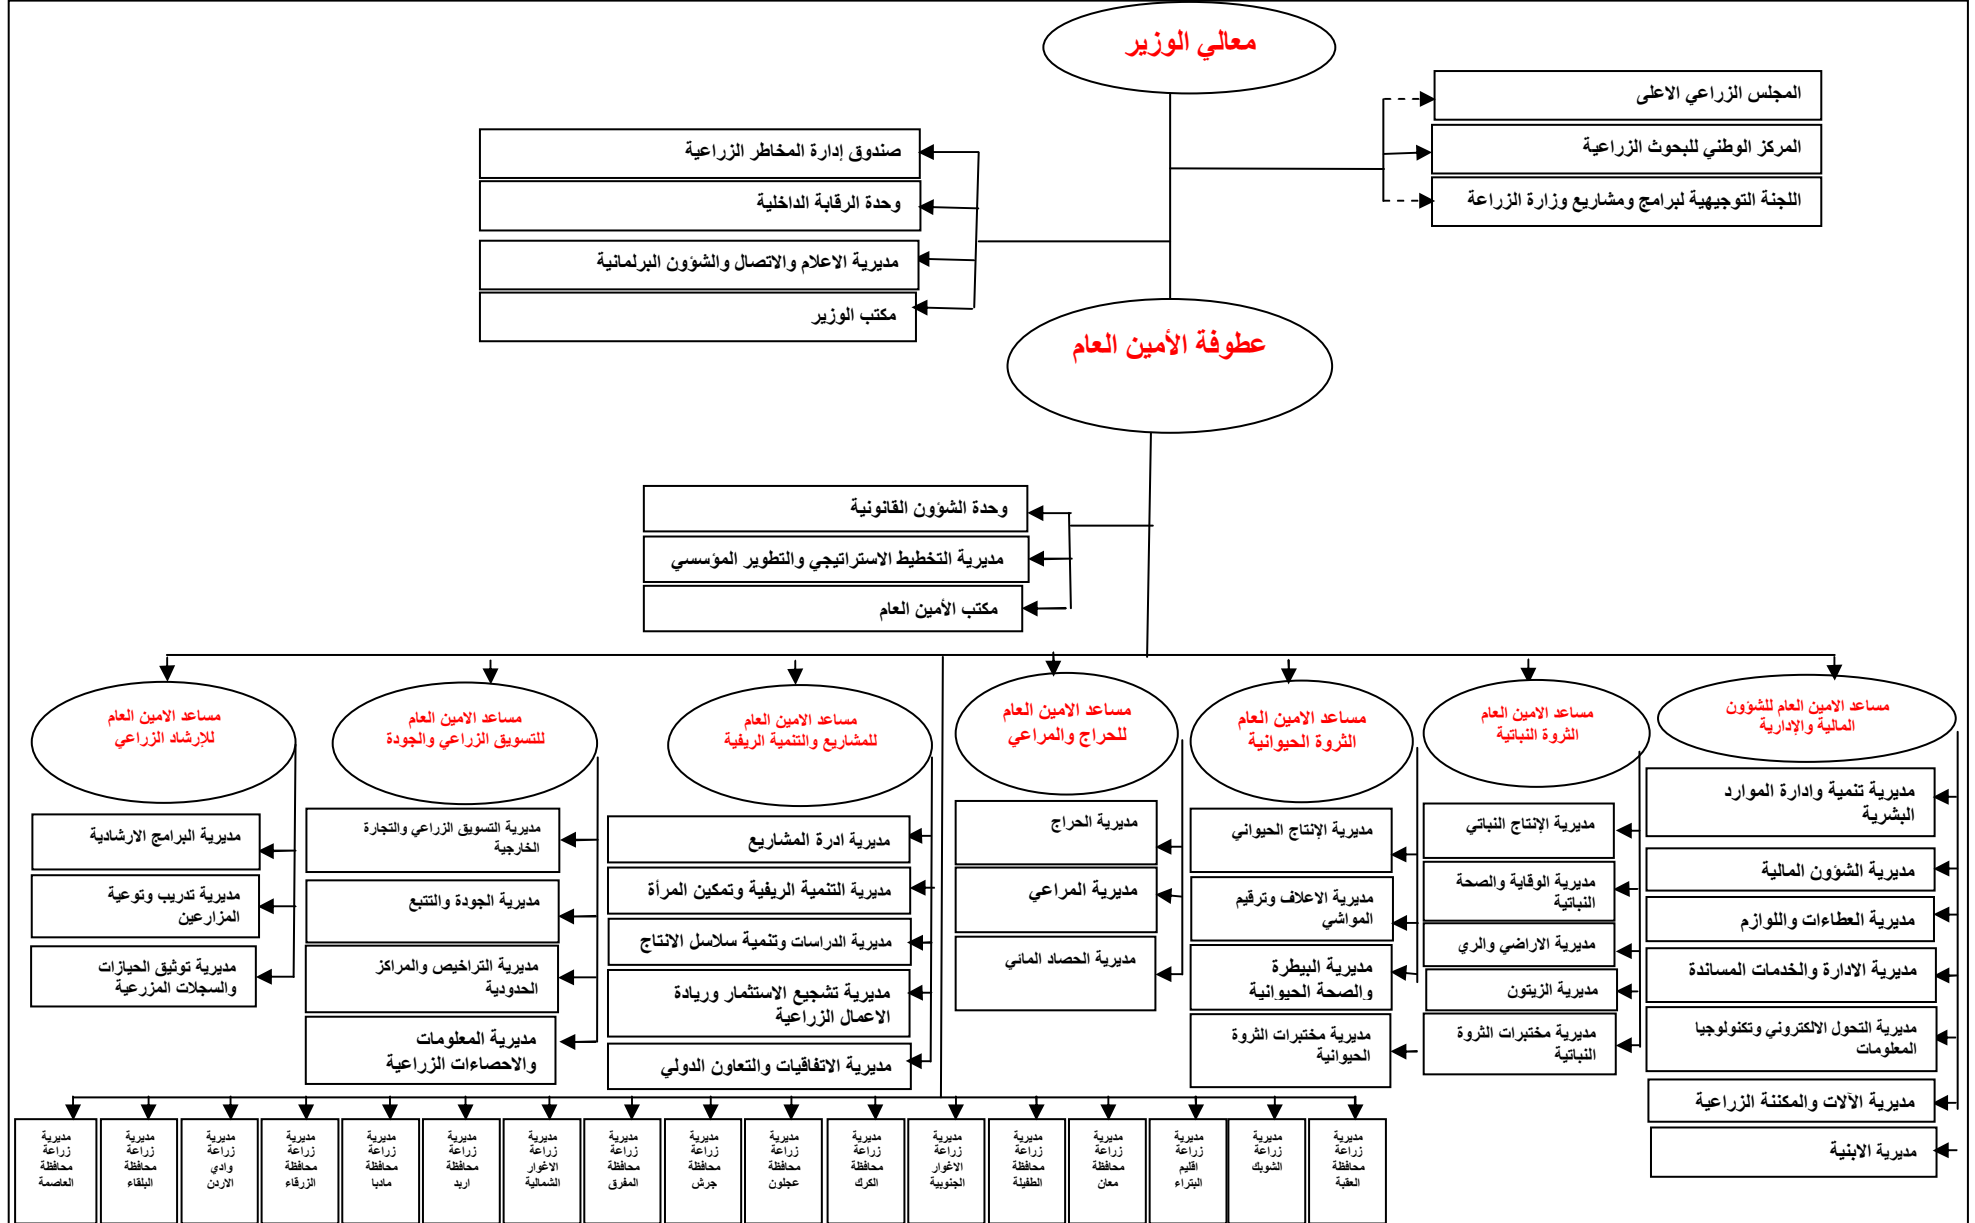 معالي الوزير
المجلس الزراعي الاعلى
المركز الوطني للبحوث الزراعية
اللجنة التوجيهية لبرامج ومشاريع وزارة الزراعة
صندوق إدارة المخاطر الزراعية
وحدة الرقابة الداخلية
مديرية الاعلام والاتصال والشؤون البرلمانية
مكتب الوزير
عطوفة الأمين العام
وحدة الشؤون القانونية
مديرية التخطيط الاستراتيجي والتطوير المؤسسي
مكتب الأمين العام
مساعد الامين العام للشؤون
المالية والإدارية
مديرية تنمية وادارة الموارد
البشرية
مديرية الشؤون المالية
مديرية العطاءات واللوازم
مديرية الادارة والخدمات المساندة
مديرية التحول الالكتروني وتكنولوجيا
المعلومات
مديرية الآلات والمكننة الزراعية
مديرية الابنية
مساعد الامين العام
الثروة النباتية
مديرية الإنتاج النباتي
مديرية الوقاية والصحة
النباتية
مديرية الاراضي والري
مديرية الزيتون
مديرية مختبرات الثروة
النباتية
مساعد الامين العام
الثروة الحيوانية
مديرية الإنتاج الحيواني
مديرية الاعلاف وترقيم
المواشي
مديرية البيطرة
والصحة الحيوانية
مديرية مختبرات الثروة
الحيوانية
مساعد الامين العام
للحراج والمراعي
مديرية الحراج
مديرية المراعي
مديرية الحصاد المائي
مساعد الامين العام
للمشاريع والتنمية الريفية
مديرية ادرة المشاريع
مديرية التنمية الريفية وتمكين المرأة
مديرية الدراسات وتنمية سلاسل الانتاج
مديرية تشجيع الاستثمار وريادة
الاعمال الزراعية
مديرية الاتفاقيات والتعاون الدولي
مساعد الامين العام
للتسويق الزراعي والجودة
مديرية التسويق الزراعي والتجارة
الخارجية
مديرية الجودة والتتبع
مديرية التراخيص والمراكز
الحدودية
مديرية المعلومات
والاحصاءات الزراعية
مساعد الامين العام
للإرشاد الزراعي
مديرية البرامج الارشادية
مديرية تدريب وتوعية
المزارعين
مديرية توثيق الحيازات
والسجلات المزرعية
مديرية
زراعة
محافظة
العقبة
مديرية
زراعة
الشوبك
مديرية
زراعة
اقليم
البتراء
مديرية
زراعة
محافظة
معان
مديرية
زراعة
محافظة
الطفيلة
مديرية
زراعة
الاغوار
الجنوبية
مديرية
زراعة
محافظة
الكرك
مديرية
زراعة
محافظة
عجلون
مديرية
زراعة
محافظة
جرش
مديرية
زراعة
محافظة
المفرق
مديرية
زراعة
الاغوار
الشمالية
مديرية
زراعة
محافظة
اربد
مديرية
زراعة
محافظة
مادبا
مديرية
زراعة
محافظة
الزرقاء
مديرية
زراعة
وادي
الاردن
مديرية
زراعة
محافظة
البلقاء
مديرية
زراعة
محافظة
العاصمة